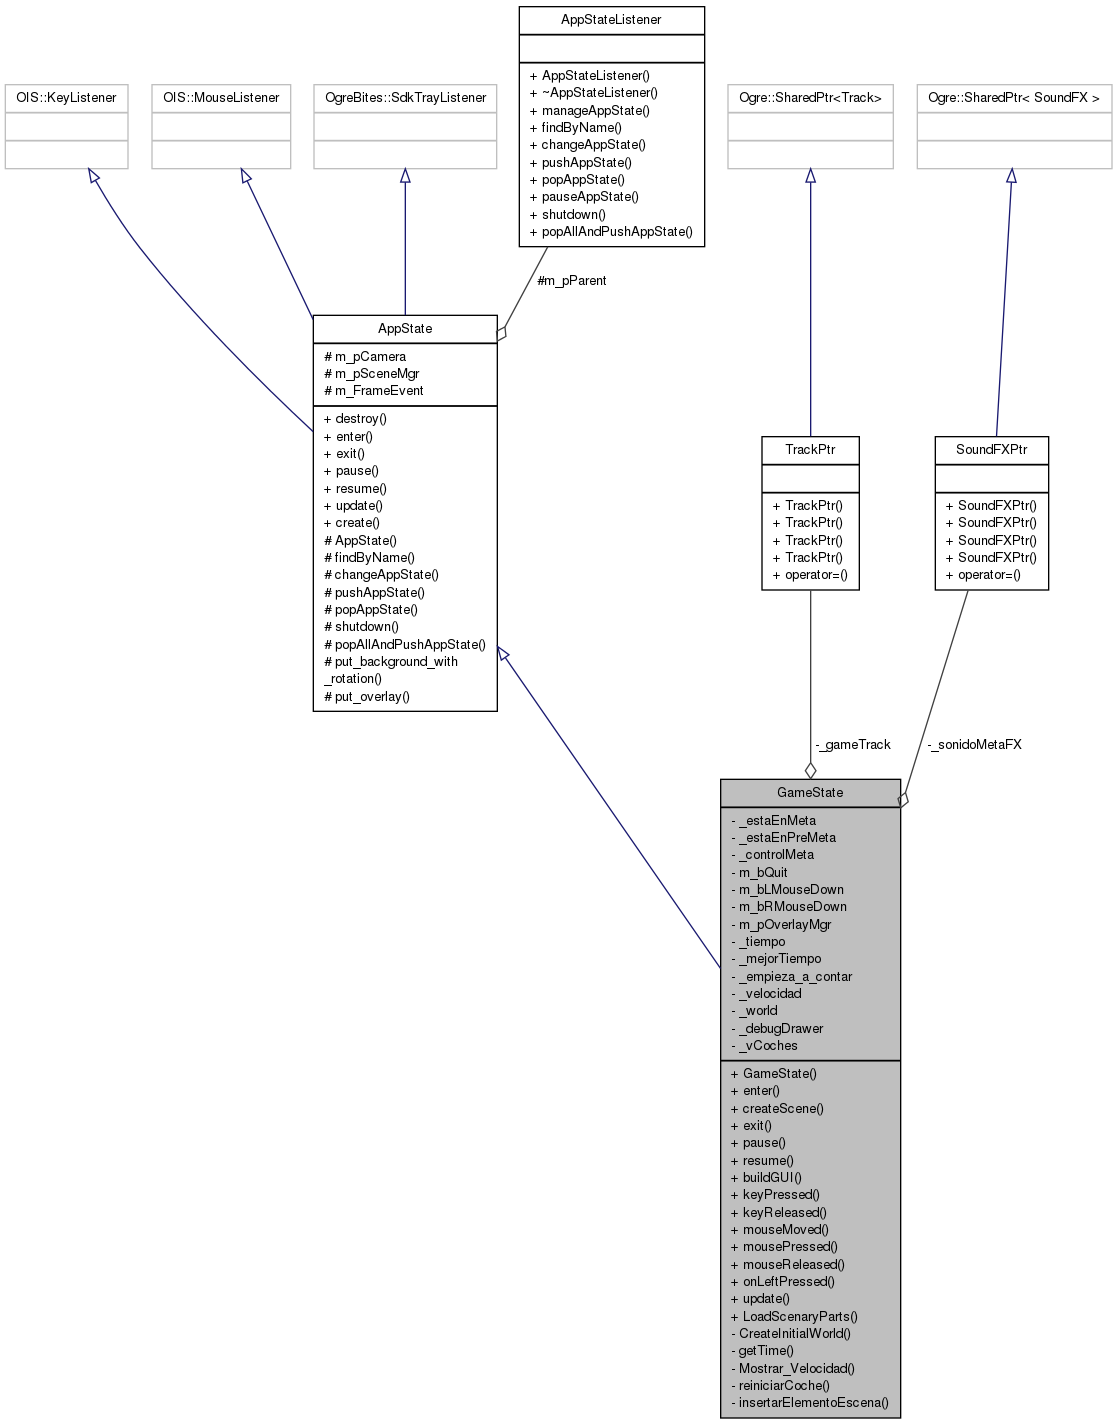 AppStateListener
+ AppStateListener()
+ ~AppStateListener()
+ manageAppState()
+ findByName()
+ changeAppState()
+ pushAppState()
+ popAppState()
+ pauseAppState()
+ shutdown()
+ popAllAndPushAppState()
OIS::KeyListener
OIS::MouseListener
OgreBites::SdkTrayListener
Ogre::SharedPtr<Track>
Ogre::SharedPtr< SoundFX >
#m_pParent
AppState
# m_pCamera
# m_pSceneMgr
# m_FrameEvent
+ destroy()
+ enter()
+ exit()
+ pause()
+ resume()
+ update()
+ create()
# AppState()
# findByName()
# changeAppState()
# pushAppState()
# popAppState()
# shutdown()
# popAllAndPushAppState()
# put_background_with
_rotation()
# put_overlay()
TrackPtr
+ TrackPtr()
+ TrackPtr()
+ TrackPtr()
+ TrackPtr()
+ operator=()
SoundFXPtr
+ SoundFXPtr()
+ SoundFXPtr()
+ SoundFXPtr()
+ SoundFXPtr()
+ operator=()
-_gameTrack
-_sonidoMetaFX
GameState
- _estaEnMeta
- _estaEnPreMeta
- _controlMeta
- m_bQuit
- m_bLMouseDown
- m_bRMouseDown
- m_pOverlayMgr
- _tiempo
- _mejorTiempo
- _empieza_a_contar
- _velocidad
- _world
- _debugDrawer
- _vCoches
+ GameState()
+ enter()
+ createScene()
+ exit()
+ pause()
+ resume()
+ buildGUI()
+ keyPressed()
+ keyReleased()
+ mouseMoved()
+ mousePressed()
+ mouseReleased()
+ onLeftPressed()
+ update()
+ LoadScenaryParts()
- CreateInitialWorld()
- getTime()
- Mostrar_Velocidad()
- reiniciarCoche()
- insertarElementoEscena()